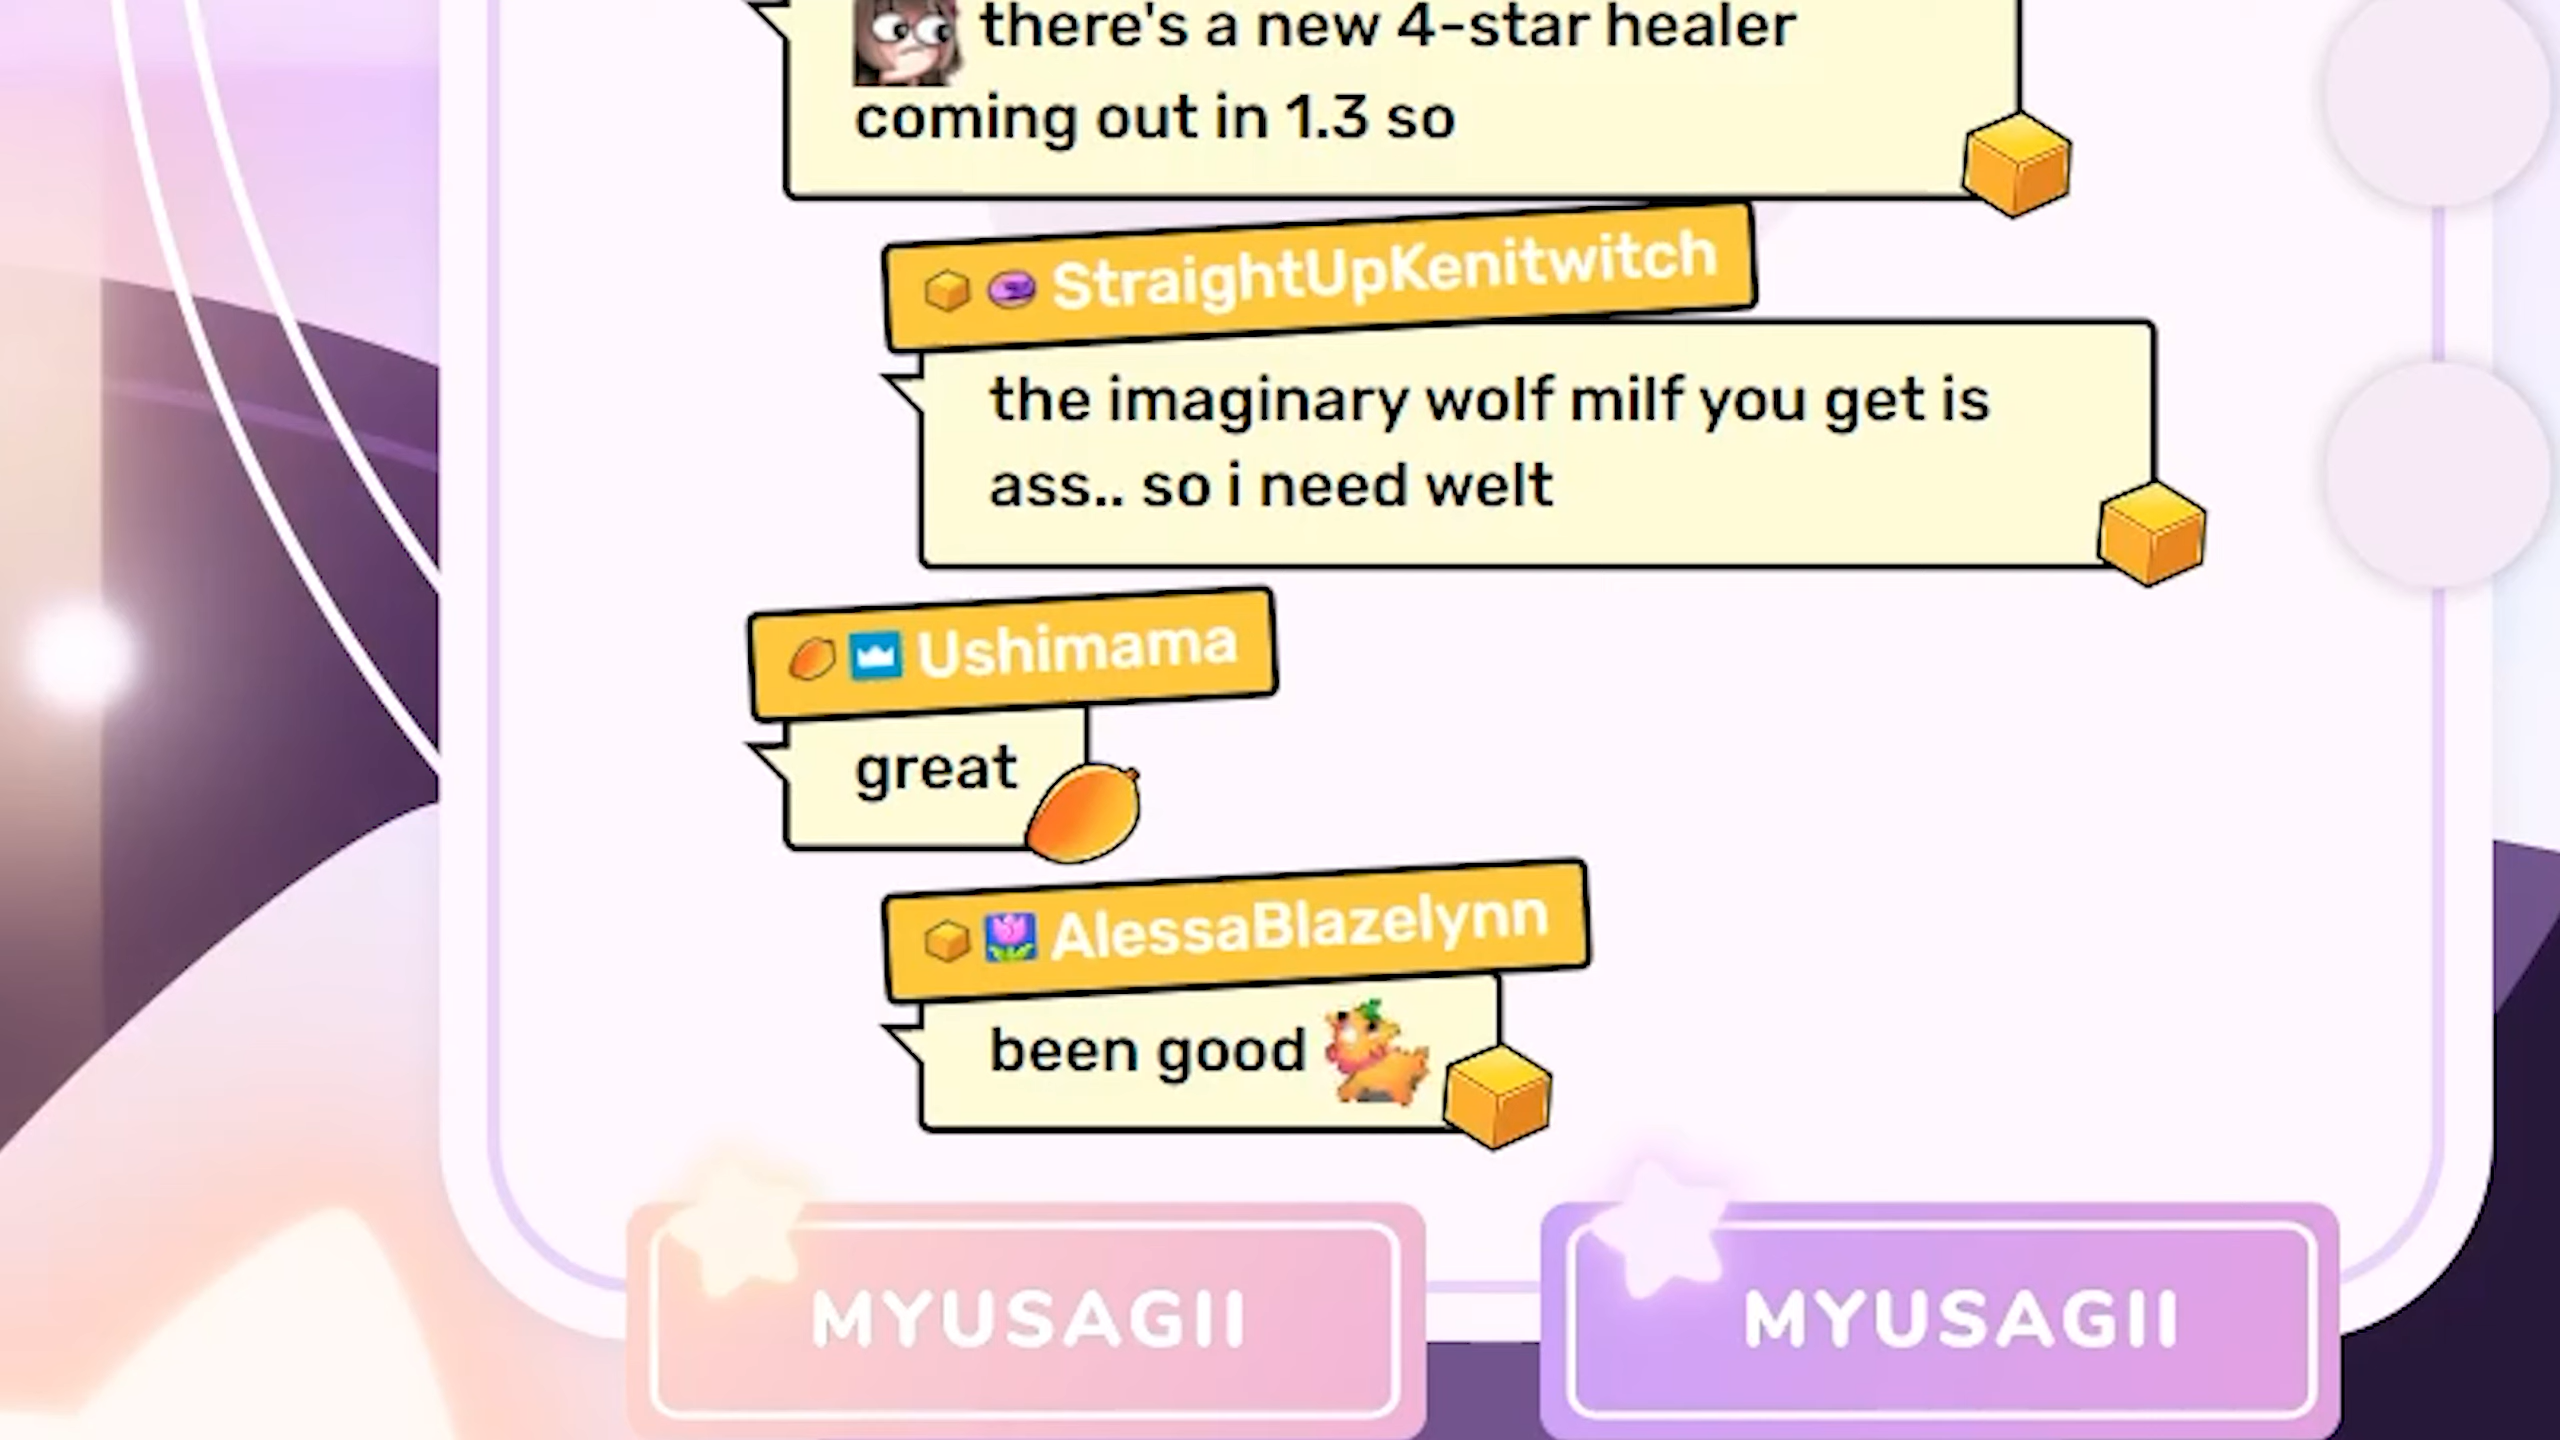 there's a new 4-star healer
coming out in 1.3 so
StraightUpKenitwitch
the imaginary wolf milf you get is
ass.. so i need welt
Ushimama
great
AlessaBlazelynn
been good
MYUSAGII
MYUSAGII